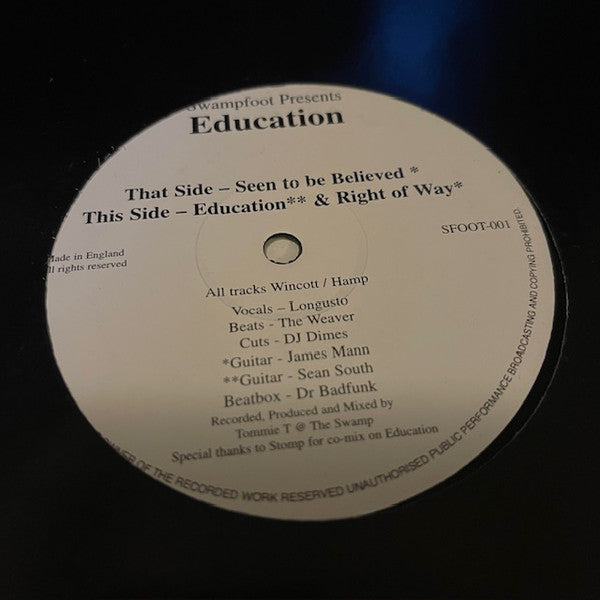 Swampfoot Presents
Education
That Side – Seen to be Believed *
This Side – Education** & Right of Way*
Made in England
All rights reserved
SFOOT-001
All tracks Wincott / Hamp
Vocals – Longusto
Beats - The Weaver
Cuts - DJ Dimes
*Guitar - James Mann
**Guitar - Sean South
Beatbox - Dr Badfunk
Recorded, Produced and Mixed by
Tommie T @ The Swamp
Special thanks to Stomp for co-mix on Education
OF THE RECORDED WORK RESERVED UNAUTHORISED PUBLIC PERFORMANCE BROADCASTING AND COPYING PROHIBITED.